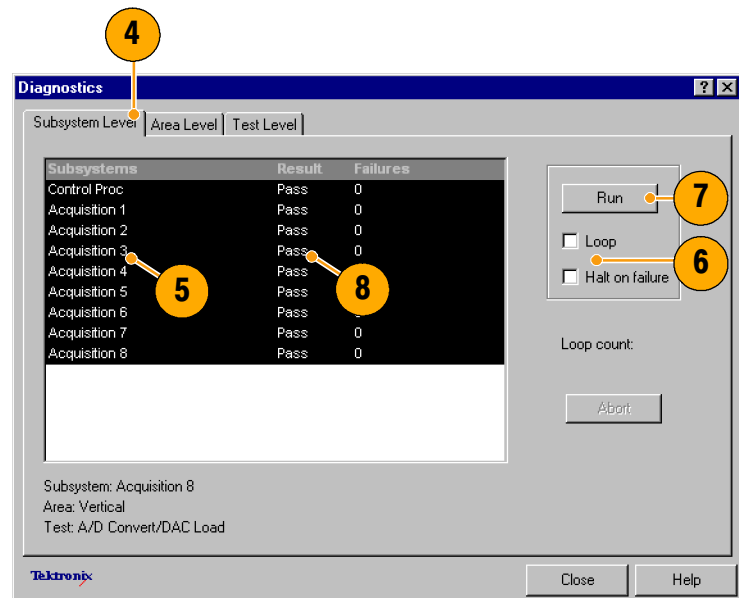 4
Diagnostics
Subsystem Level Area Level Test Level
Subsystems Result Failures
Control Proc Pass 0
Acquisition 1 Pass 0
Acquisition 2 Pass 0
Acquisition 3 Pass 0
Acquisition 4 Pass
Acquisition 5 Pass
Acquisition 6 Pass
Acquisition 7 Pass 0
Acquisition 8 Pass 0
5
8
Run
7
Loop
6
Halt on failure
Loop count:
Abort
Subsystem: Acquisition 8
Area: Vertical
Test: A/D Convert/DAC Load
Tektronix
Close Help